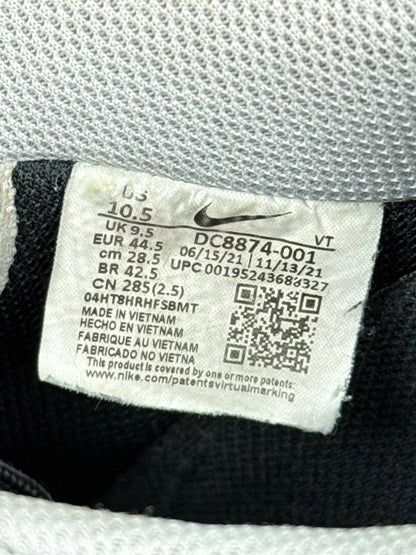 US
10.5
UK 9.5
EUR 44.5
cm 28.5
BR 42.5
CN 285(2.5)
VT
DC8874-001
06/15/21 11/13/21
UPC 00195243683327
04HT8HRHFSBMT
MADE IN VIETNAM
HECHO EN VIETNAM
FABRIQUE AU VIETNAM
FABRICADO NO VIETNA
This product is covered by one or more patents:
www.nike.com/patentsvirtualmarking